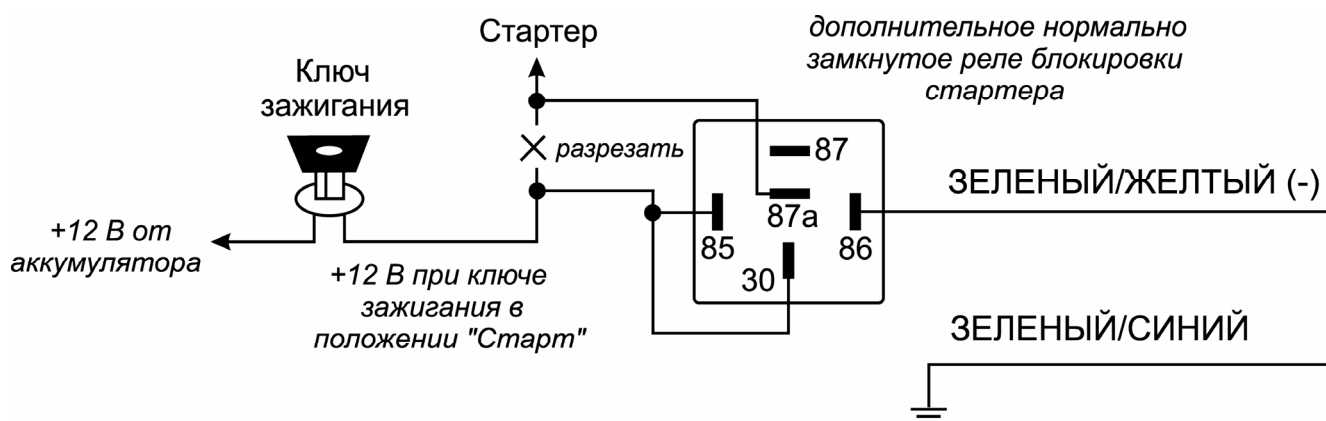 Стартер
дополнительное нормально
замкнутое реле блокировки
стартера
Ключ
зажигания
разрезать
87
ЗЕЛЕНЫЙ/ЖЕЛТЫЙ (-)
87а
85
86
+12 В от
аккумулятора
+12 В при ключе
зажигания в
положении "Старт"
30
ЗЕЛЕНЫЙ/СИНИЙ